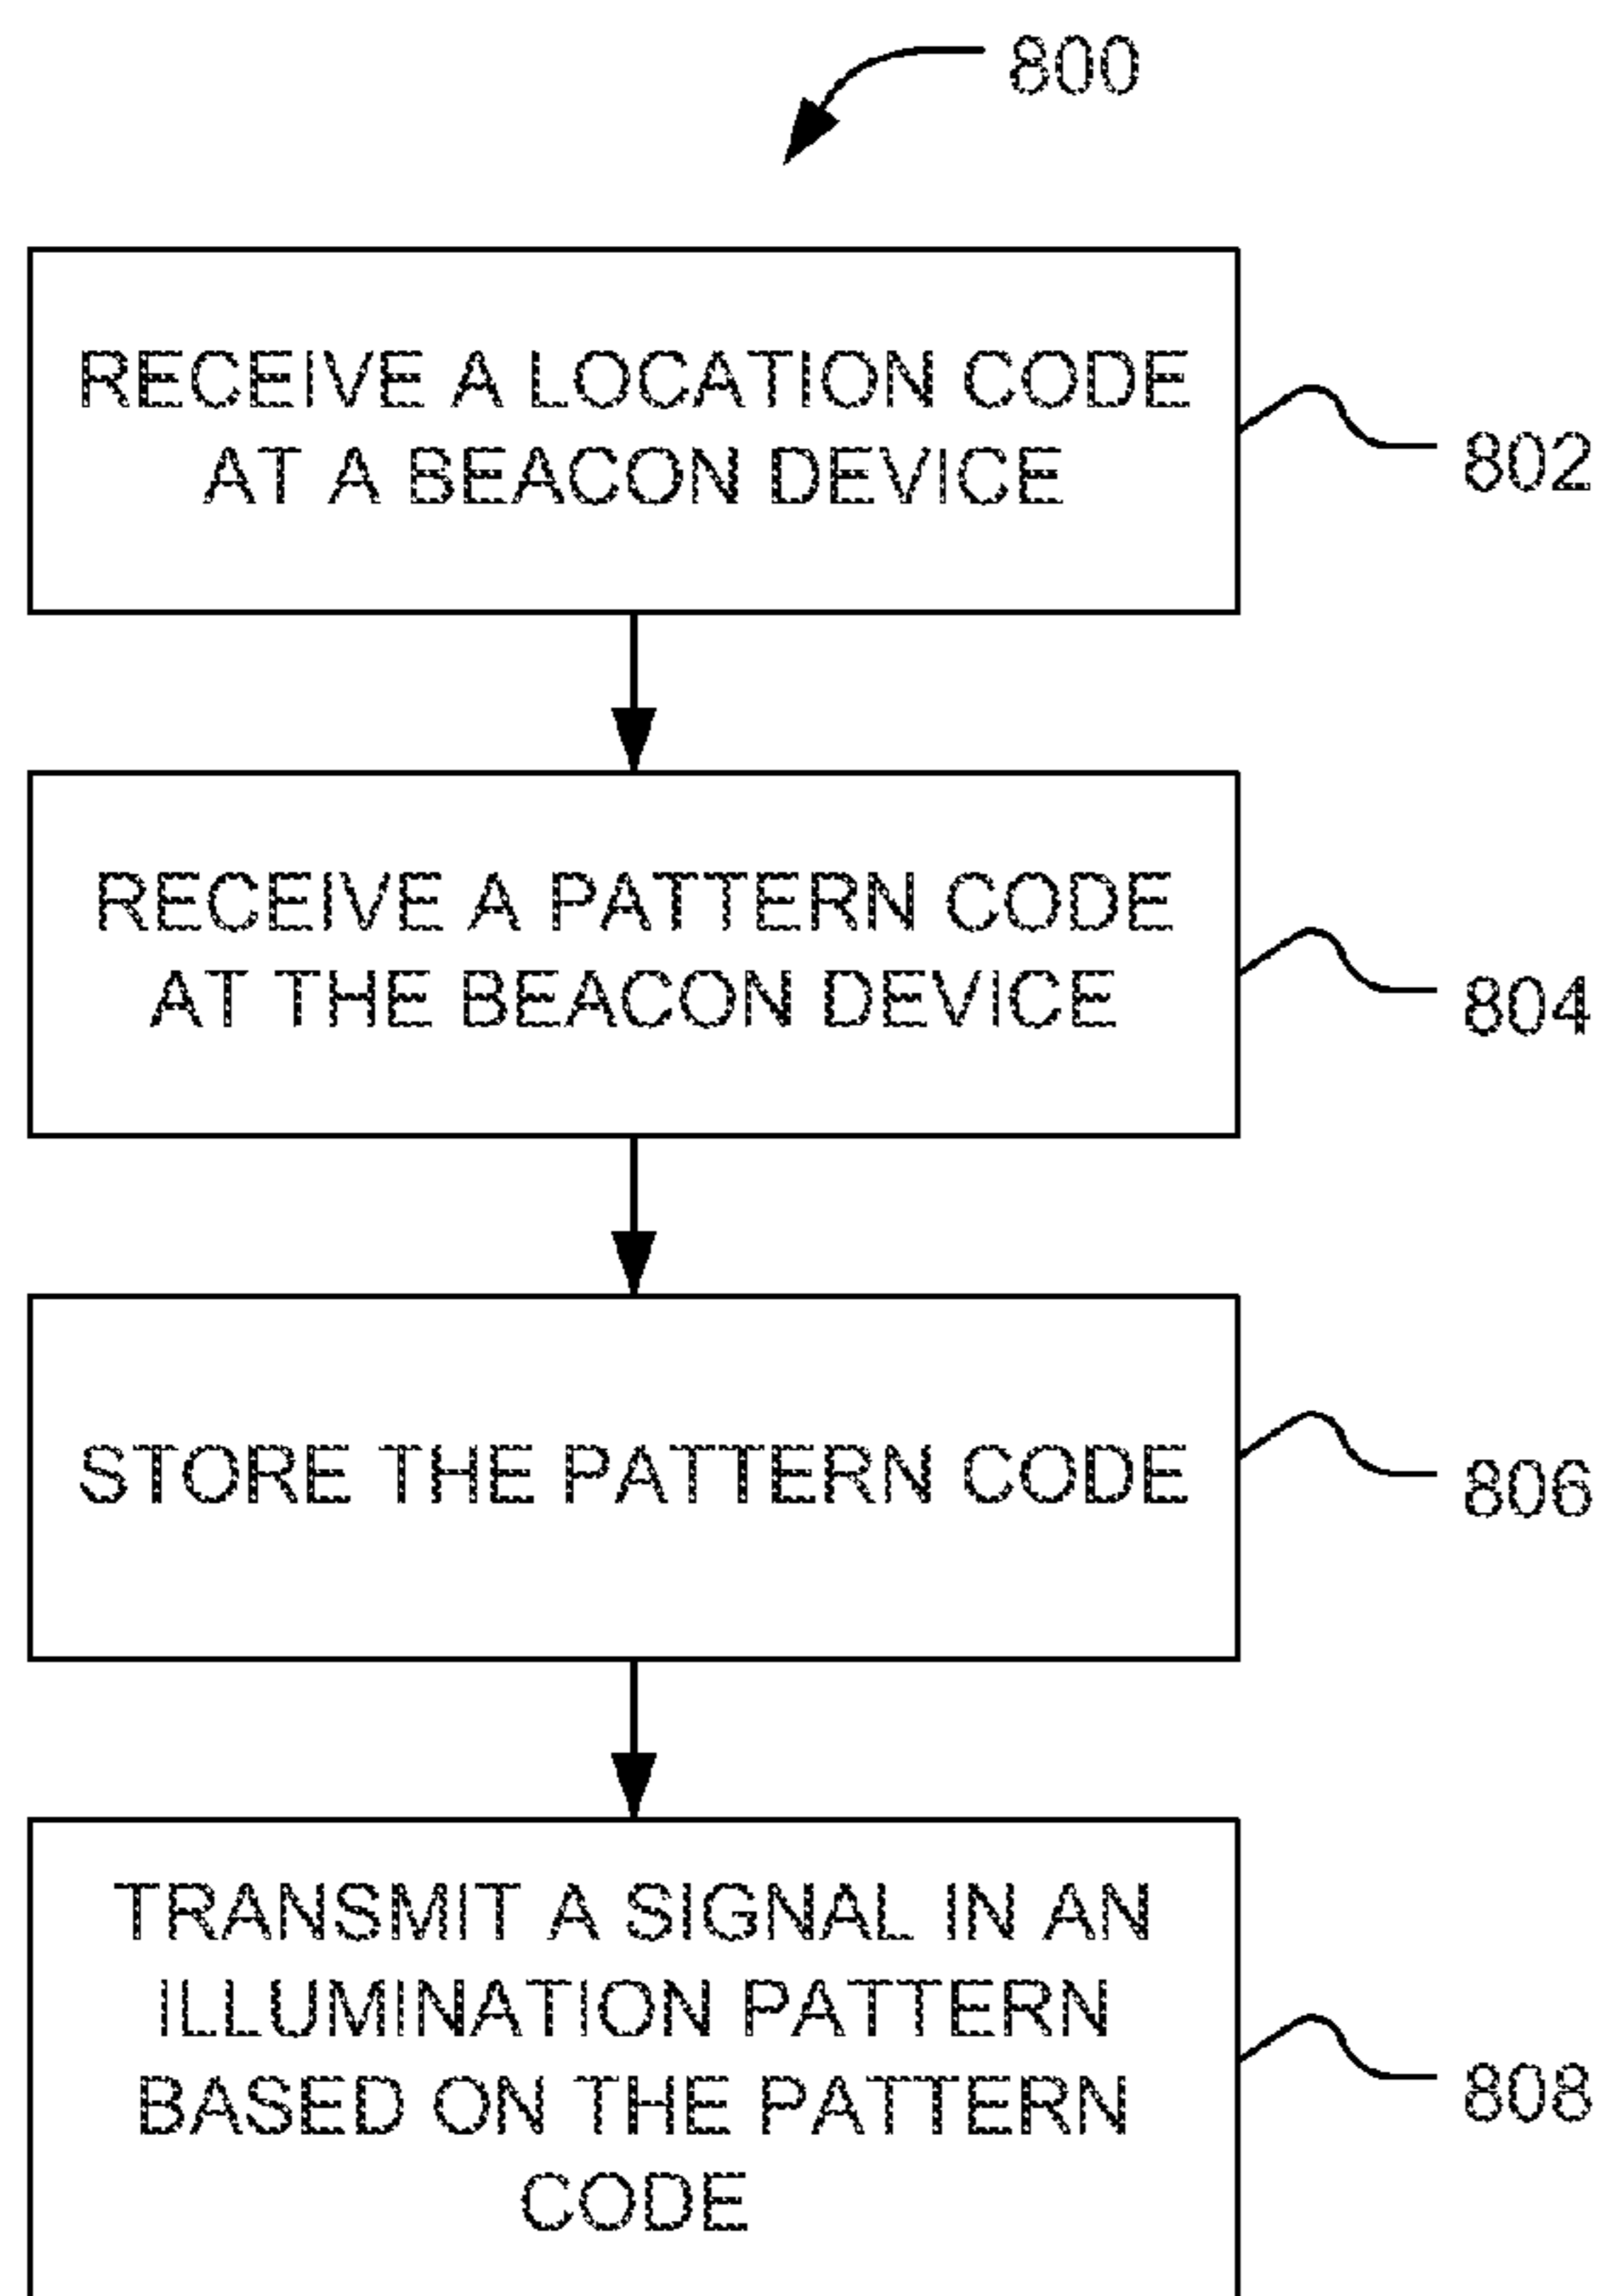 800
RECEIVE A LOCATION CODE
AT A BEACON DEVICE
802
RECEIVE A PATTERN CODE
AT THE BEACON DEVICE
804
STORE THE PATTERN CODE
806
TRANSMIT A SIGNAL IN AN
ILLUMINATION PATTERN
BASED ON THE PATTERN
CODE
808